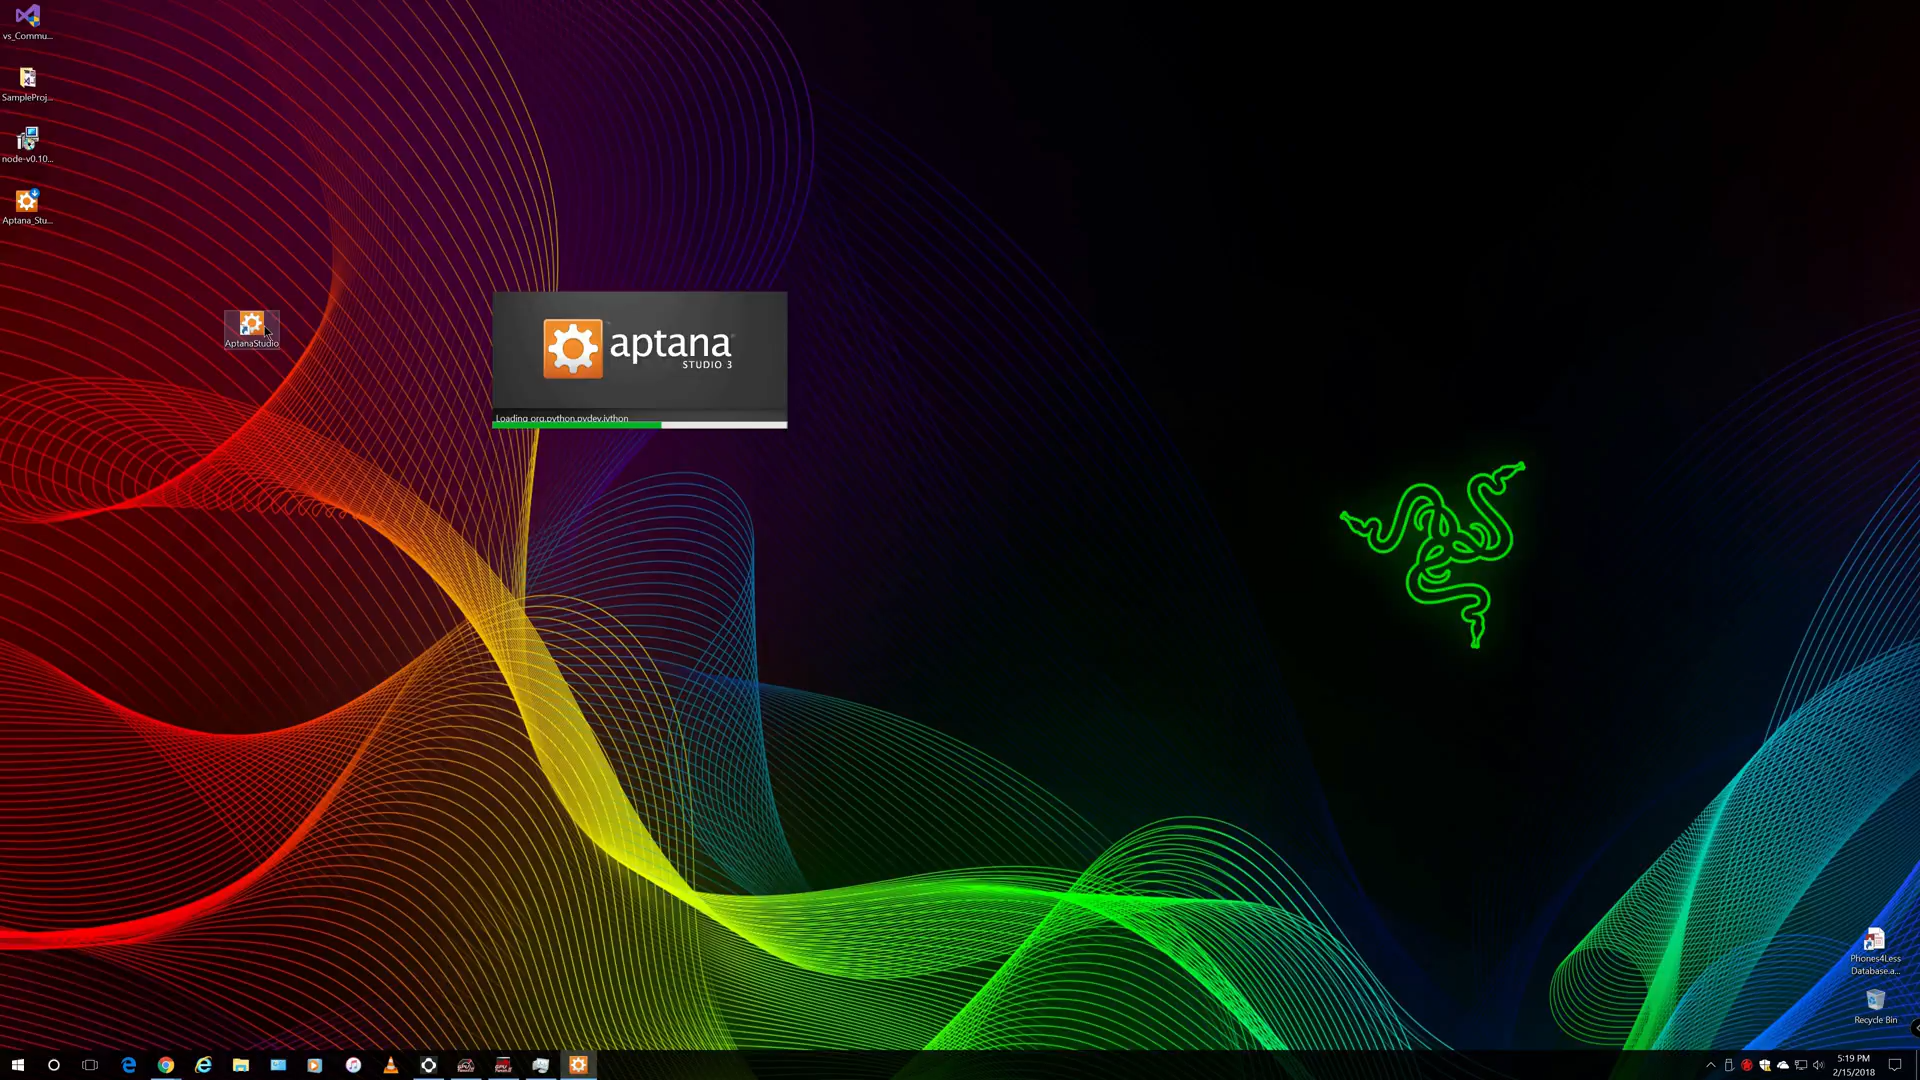 vs_Commu...
SampleProj...
node-v0.10...
Aptana_Stu...
AptanaStudio
aptana
STUDIO 3
Loading org.python.pydev.jython
Phones4Less
Database.a...
Recycle Bin
5:19 PM
2/15/2018